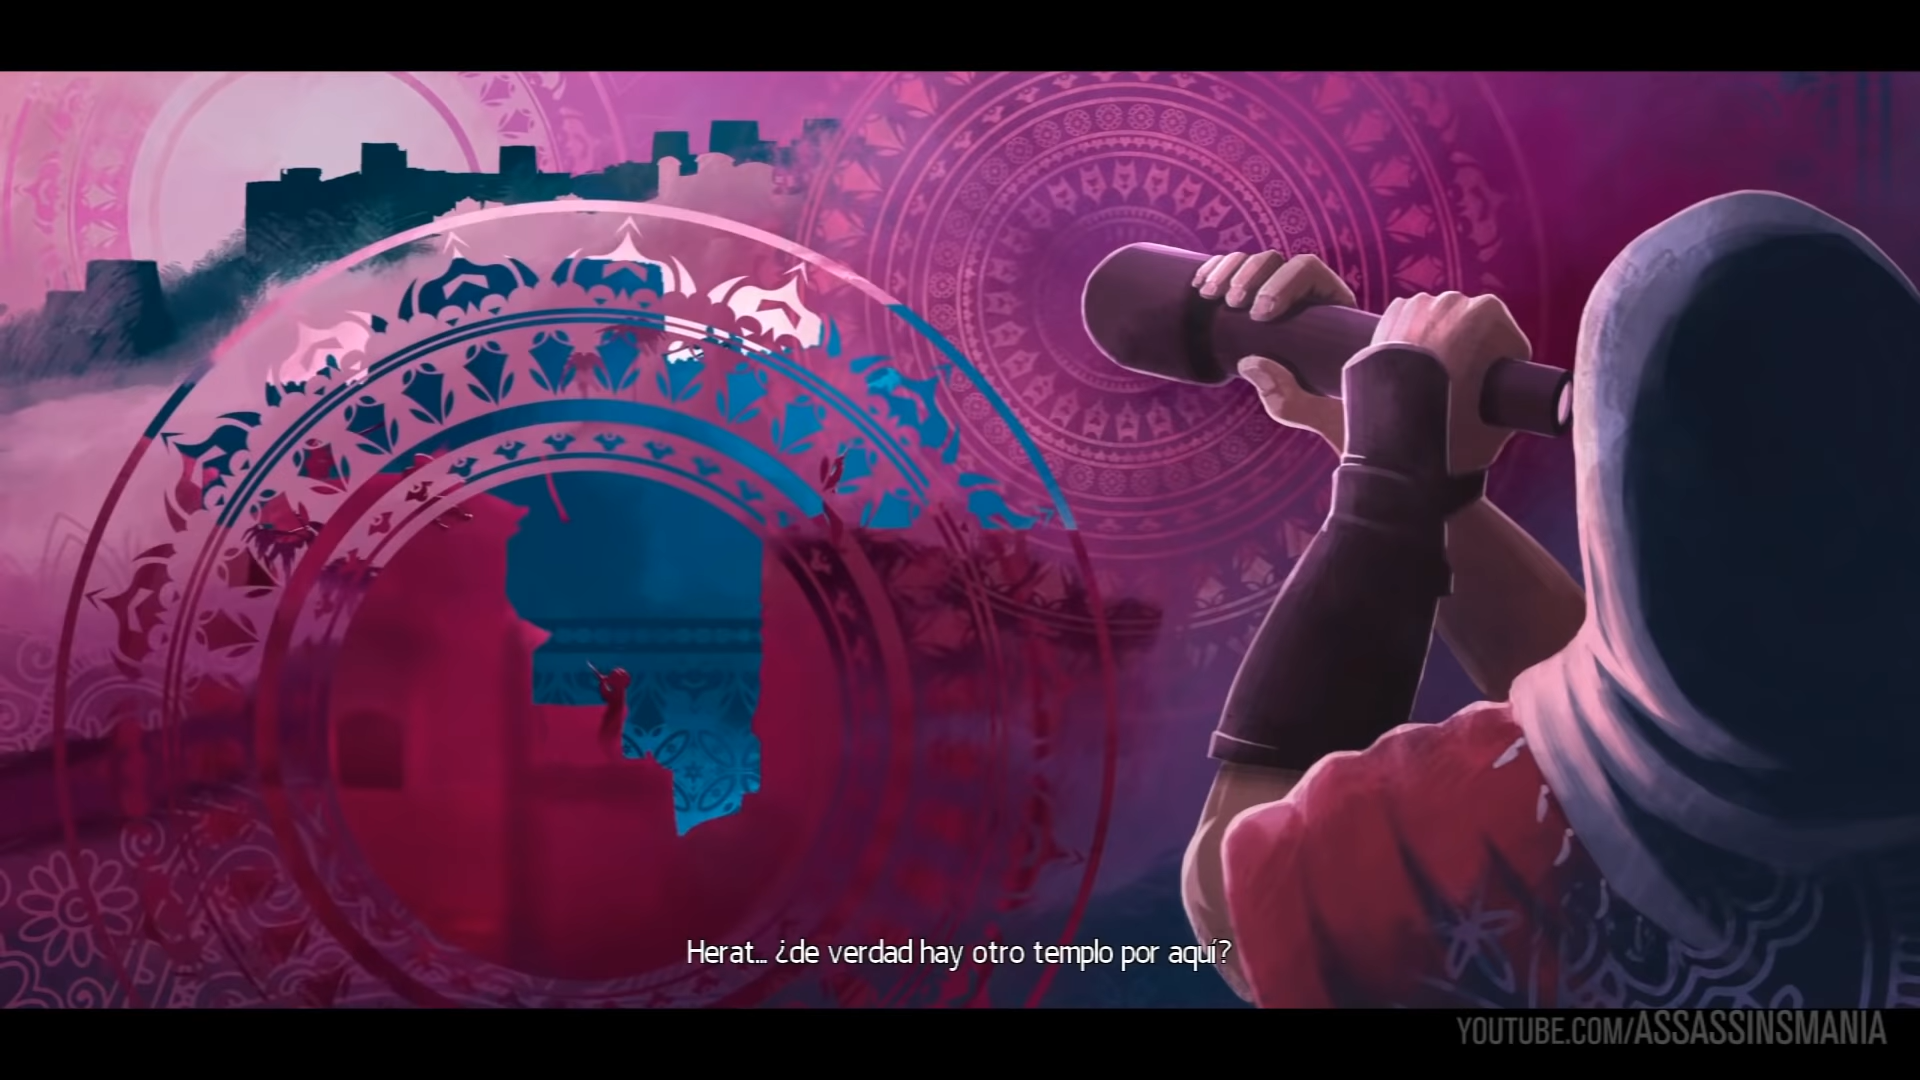 Herat... ¿de verdad hay otro templo por aquí?
YOUTUBE.COM/ASSASSINSMANIA